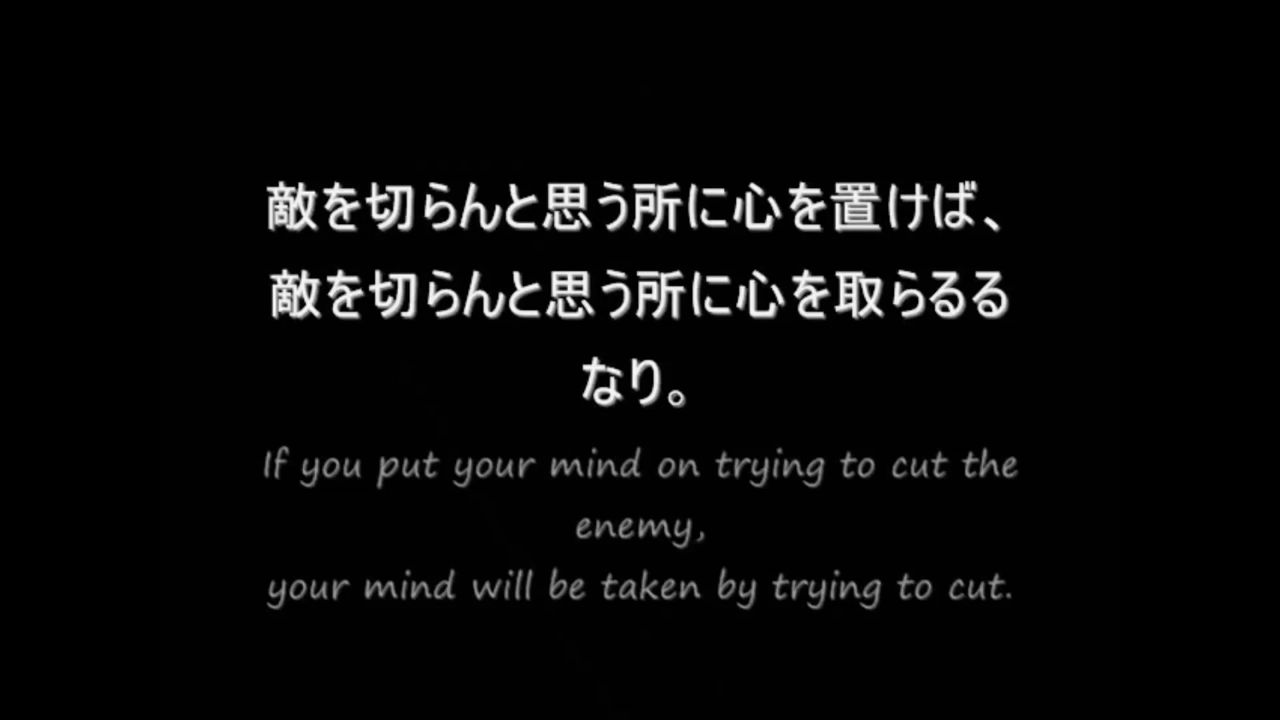 敵を切らんと思う所に心を置けば、
敵を切らんと思う所に心を取らるる
なり。
If you put your mind on trying to cut the
enemy,
your mind will be taken by trying to cut.